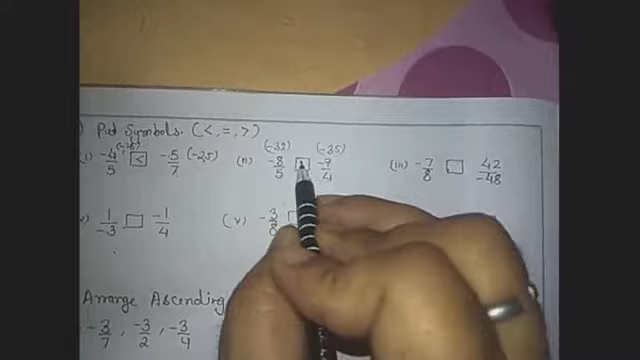 ) Put Symbols. (<, =, >)
(-28) (-25) (-32) (-35)
i) -4/5 < -5/7 (ii) -8/5 □ -7/4 (iii) -7/8 □ 42/-48
) 1/-3 □ -1/4 (v) -3/8
Arrange Ascending
-3/7, -3/2, -3/4